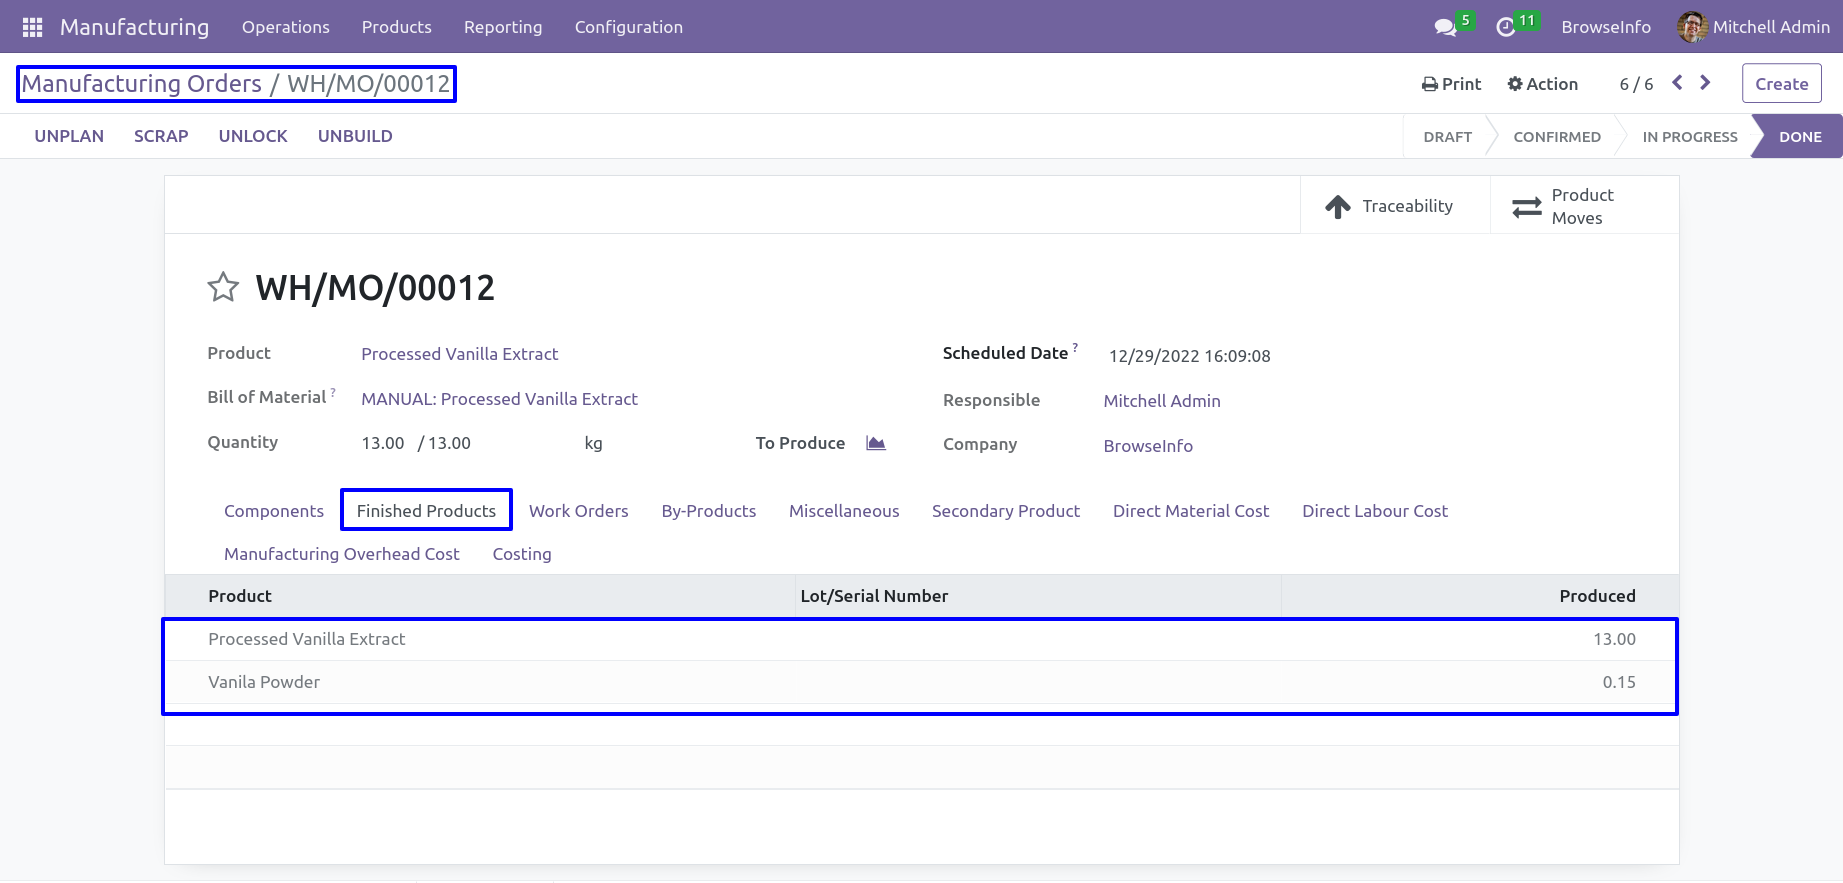 Manufacturing Operations Products Reporting Configuration 5 11 BrowseInfo Mitchell Admin
Manufacturing Orders / WH/MO/00012 Print Action 6 / 6 Create
UNPLAN SCRAP UNLOCK UNBUILD DRAFT CONFIRMED IN PROGRESS DONE
Traceability Product
Moves
WH/MO/00012
Product Processed Vanilla Extract Scheduled Date ? 12/29/2022 16:09:08
Bill of Material ? MANUAL: Processed Vanilla Extract Responsible Mitchell Admin
Quantity 13.00 / 13.00 kg To Produce Company BrowseInfo
Components Finished Products Work Orders By-Products Miscellaneous Secondary Product Direct Material Cost Direct Labour Cost
Manufacturing Overhead Cost Costing
Product Lot/Serial Number Produced
Processed Vanilla Extract 13.00
Vanila Powder 0.15